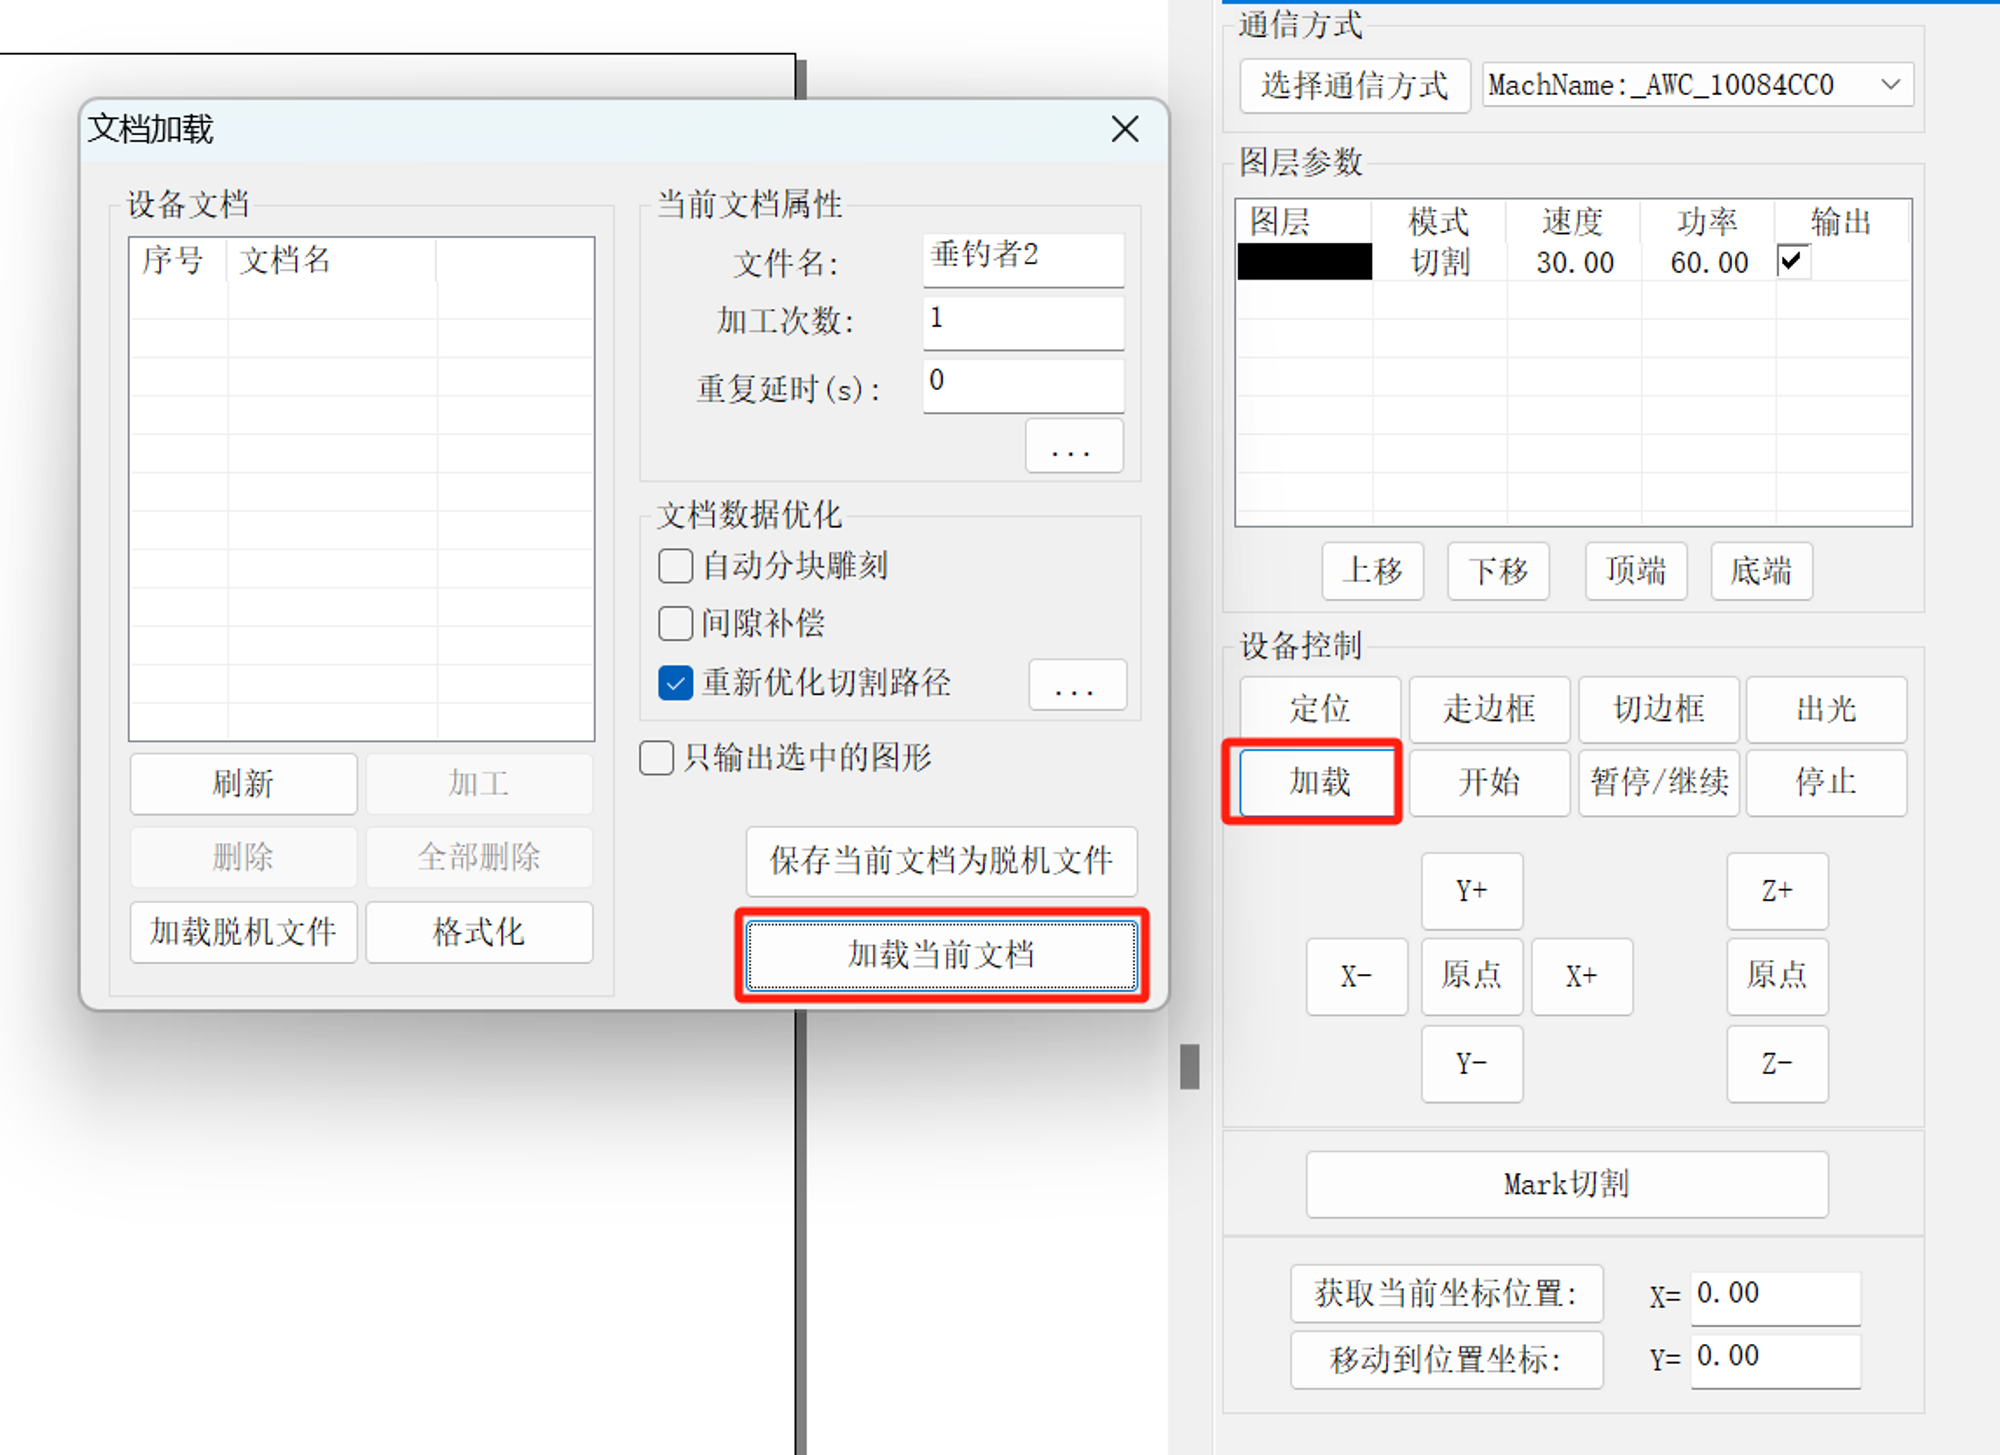 文档加载
设备文档
序号 文档名
刷新 加工
删除 全部删除
加载脱机文件 格式化
当前文档属性
文件名: 垂钓者2
加工次数: 1
重复延时(s): 0
...
文档数据优化
自动分块雕刻
间隙补偿
重新优化切割路径 ...
只输出选中的图形
保存当前文档为脱机文件
加载当前文档
通信方式
选择通信方式 MachName:_AWC_10084CC0
图层参数
图层 模式 速度 功率 输出
切割 30.00 60.00
上移 下移 顶端 底端
设备控制
定位 走边框 切边框 出光
加载 开始 暂停/继续 停止
Y+ Z+
X- 原点 X+ 原点
Y- Z-
Mark切割
获取当前坐标位置: X= 0.00
移动到位置坐标: Y= 0.00